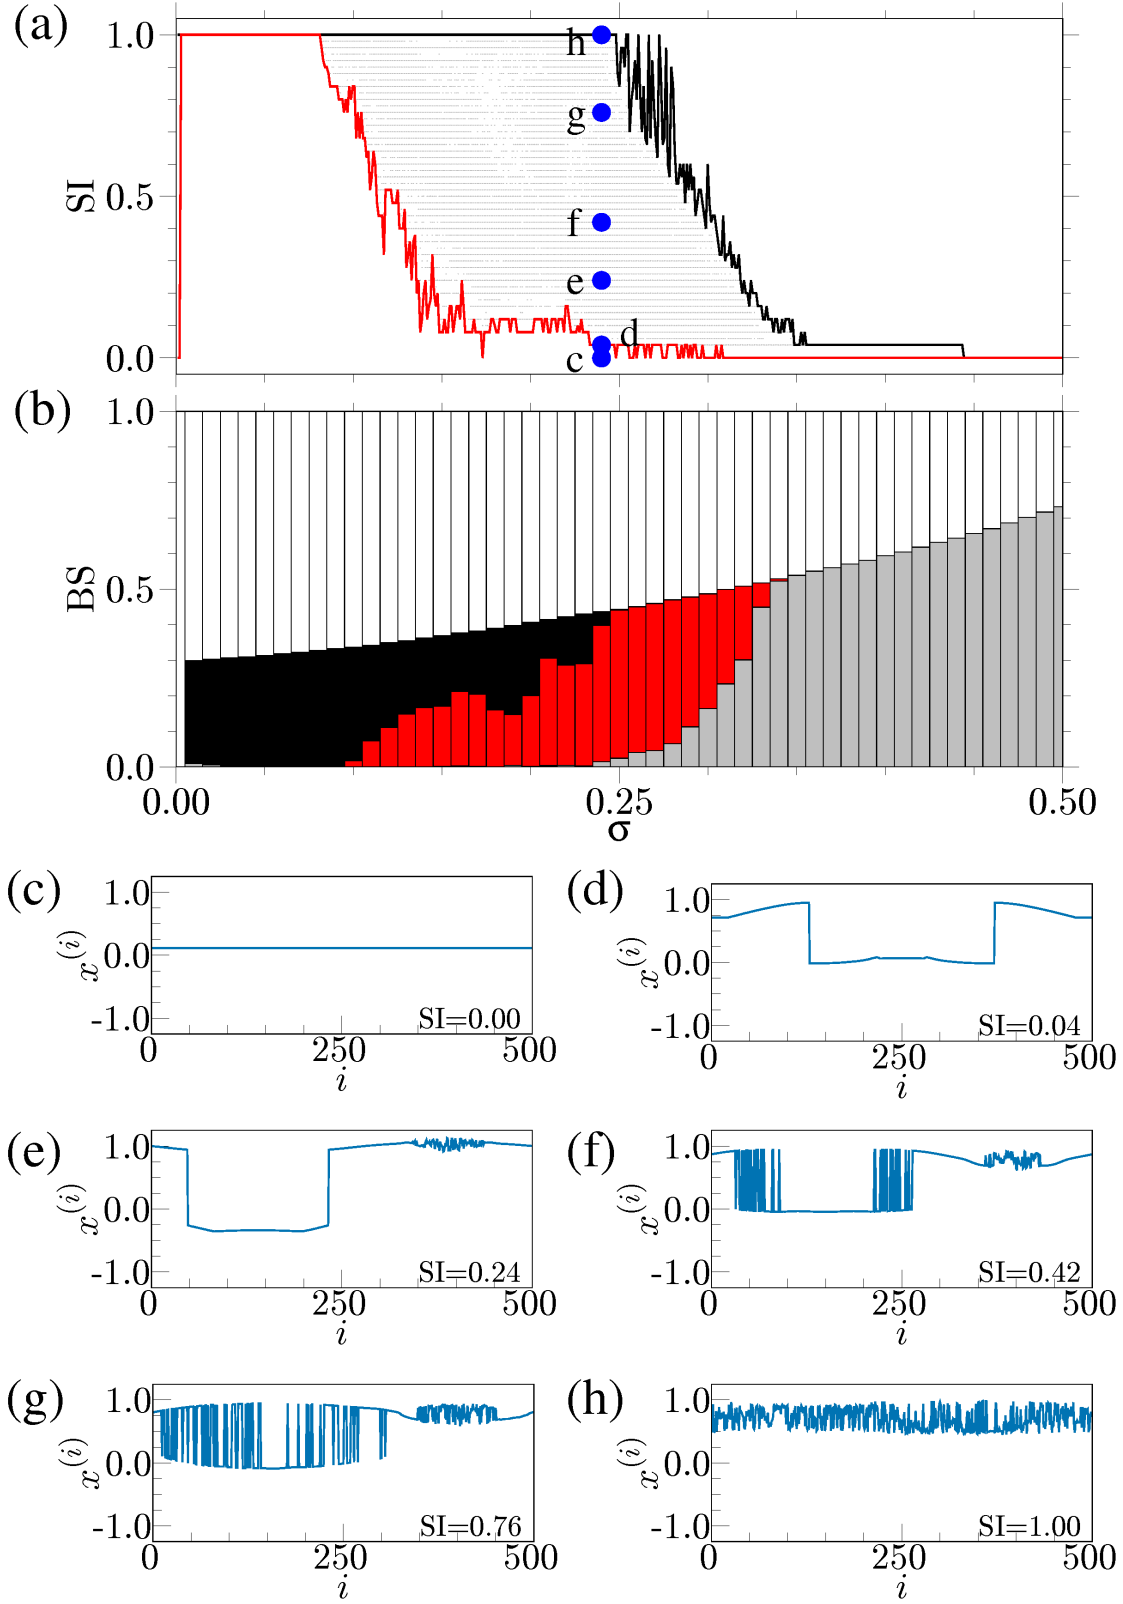 (a)
SI
1.0
0.5
0.0
h
g
f
e
d
c
(b)
BS
1.0
0.5
0.0
0.00 0.25 0.50
σ
(c)
x^(i)
1.0
0.0
-1.0
SI=0.00
0 250 500
i
(d)
x^(i)
1.0
0.0
-1.0
SI=0.04
0 250 500
i
(e)
x^(i)
1.0
0.0
-1.0
SI=0.24
0 250 500
i
(f)
x^(i)
1.0
0.0
-1.0
SI=0.42
0 250 500
i
(g)
x^(i)
1.0
0.0
-1.0
SI=0.76
0 250 500
i
(h)
x^(i)
1.0
0.0
-1.0
SI=1.00
0 250 500
i